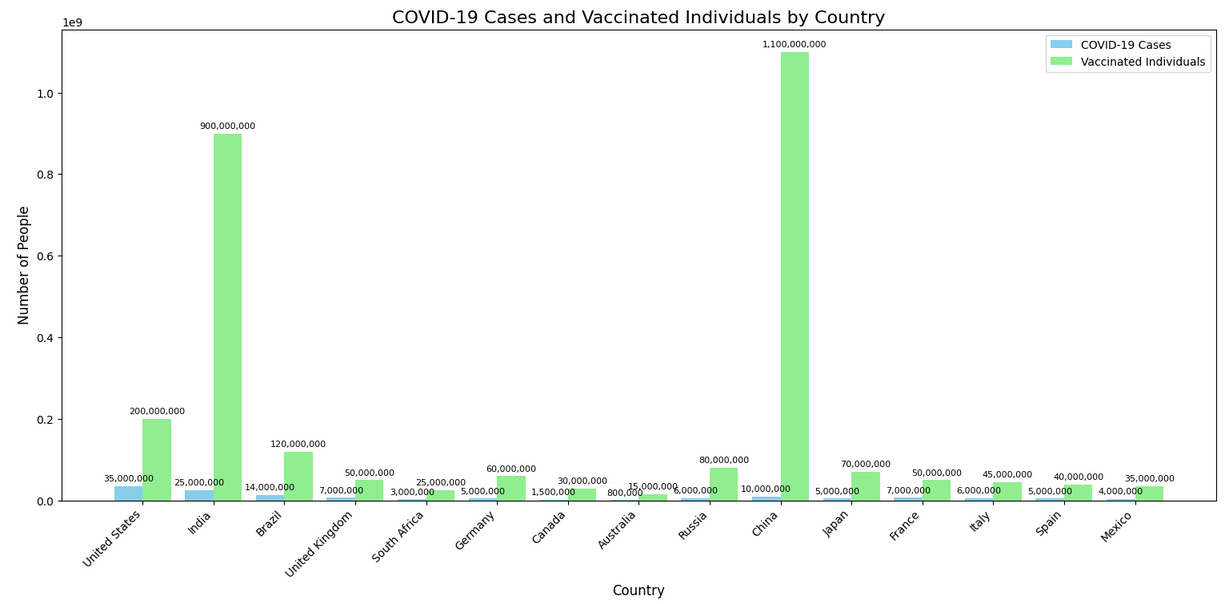 COVID-19 Cases and Vaccinated Individuals by Country
1e9
COVID-19 Cases
Vaccinated Individuals
Number of People
1.0
0.8
0.6
0.4
0.2
0.0
35,000,000
200,000,000
25,000,000
900,000,000
14,000,000
120,000,000
7,000,000
50,000,000
3,000,000
25,000,000
5,000,000
60,000,000
1,500,000
30,000,000
800,000
15,000,000
6,000,000
80,000,000
10,000,000
1,100,000,000
5,000,000
70,000,000
7,000,000
50,000,000
6,000,000
45,000,000
5,000,000
40,000,000
4,000,000
35,000,000
United States
India
Brazil
United Kingdom
South Africa
Germany
Canada
Australia
Russia
China
Japan
France
Italy
Spain
Mexico
Country